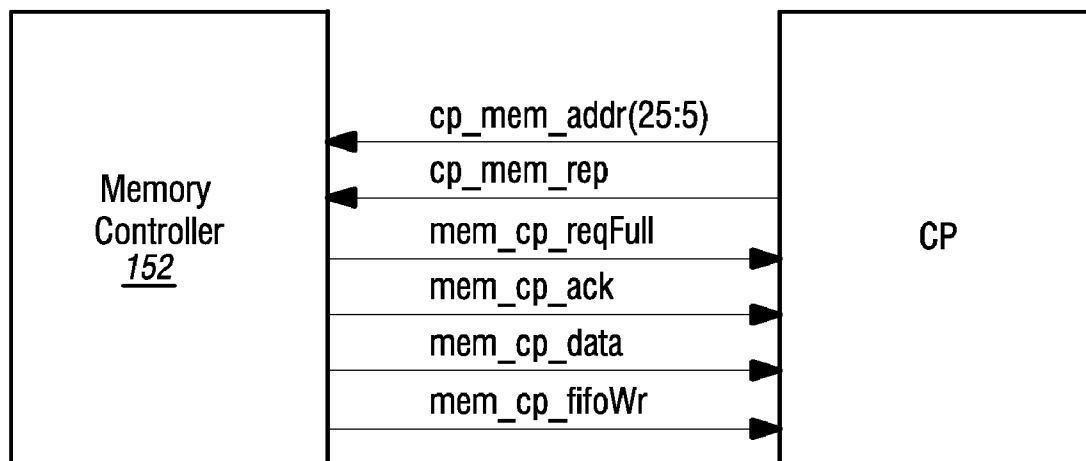 Memory
Controller
152
cp_mem_addr(25:5)
cp_mem_rep
mem_cp_reqFull
mem_cp_ack
mem_cp_data
mem_cp_fifoWr
CP